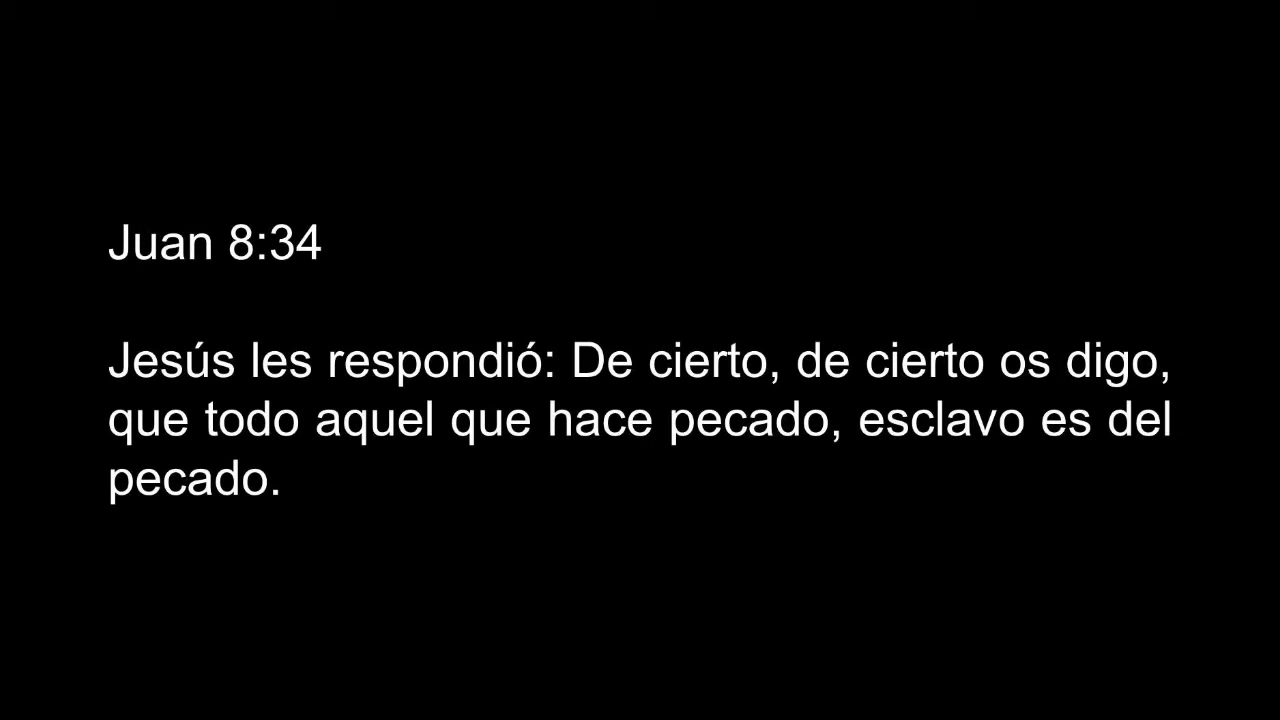 Juan 8:34
Jesús les respondió: De cierto, de cierto os digo,
que todo aquel que hace pecado, esclavo es del
pecado.